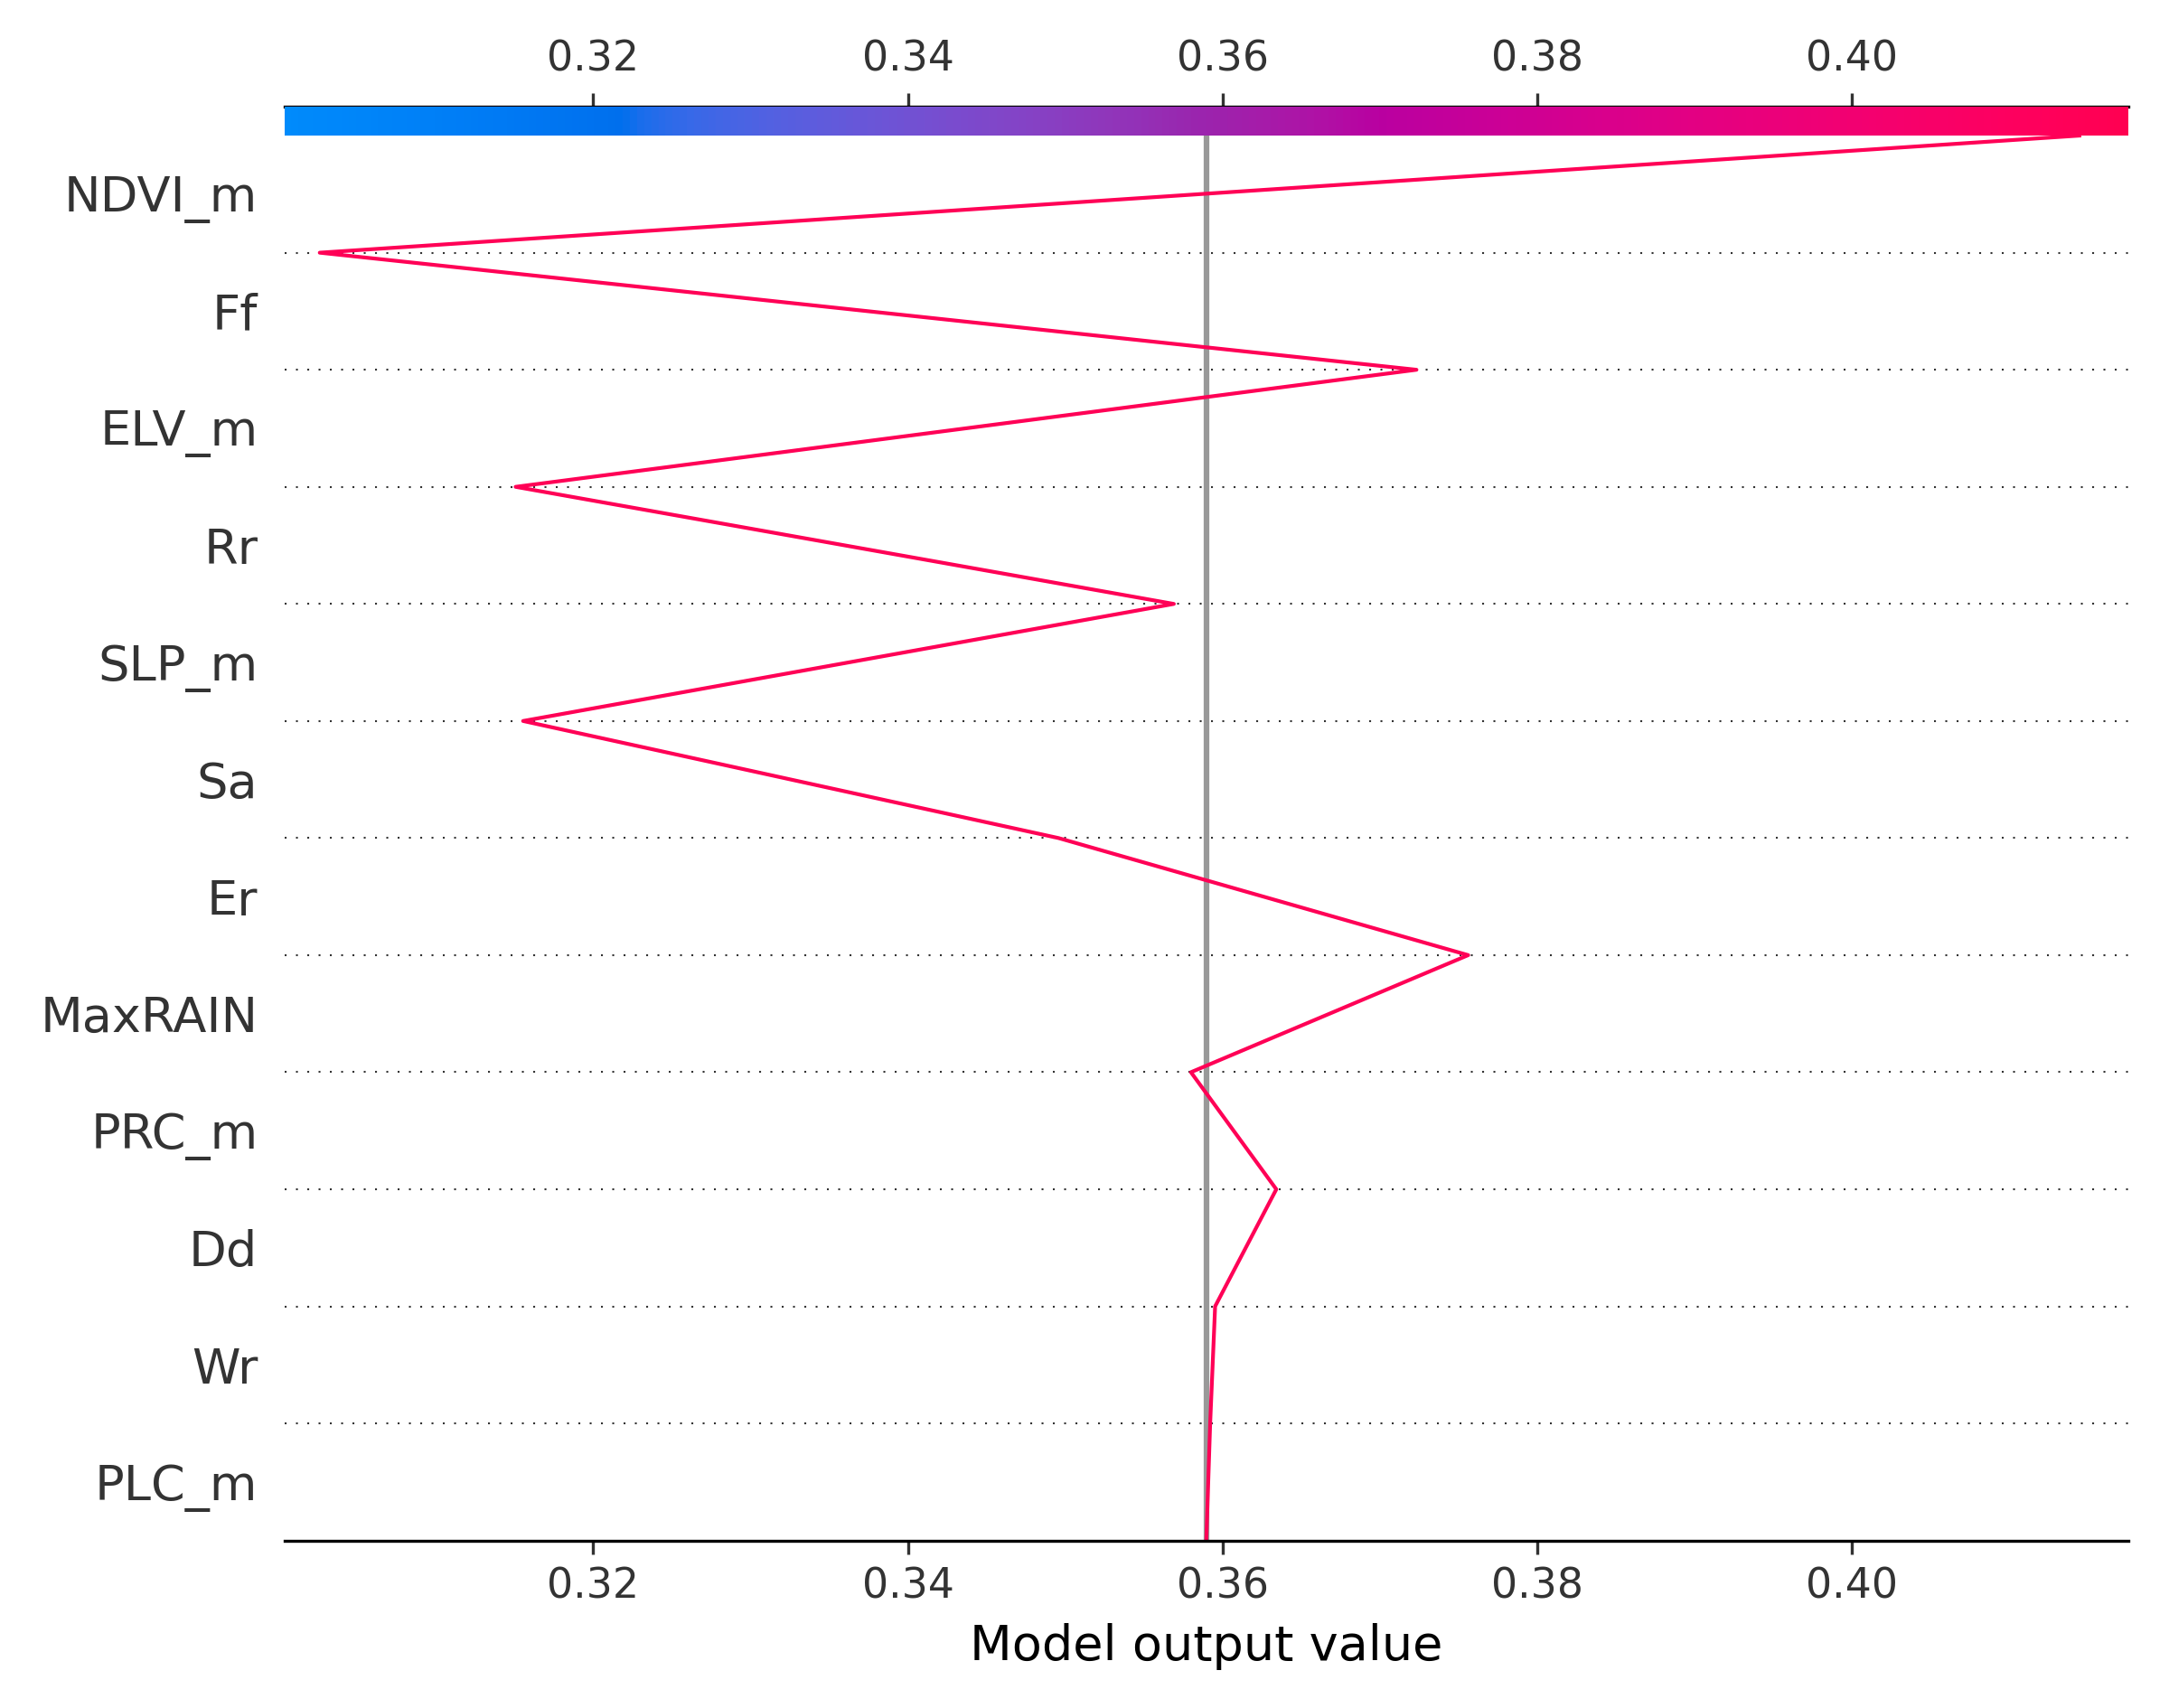 0.32 0.34 0.36 0.38 0.40
NDVI_m
Ff
ELV_m
Rr
SLP_m
Sa
Er
MaxRAIN
PRC_m
Dd
Wr
PLC_m
0.32 0.34 0.36 0.38 0.40
Model output value